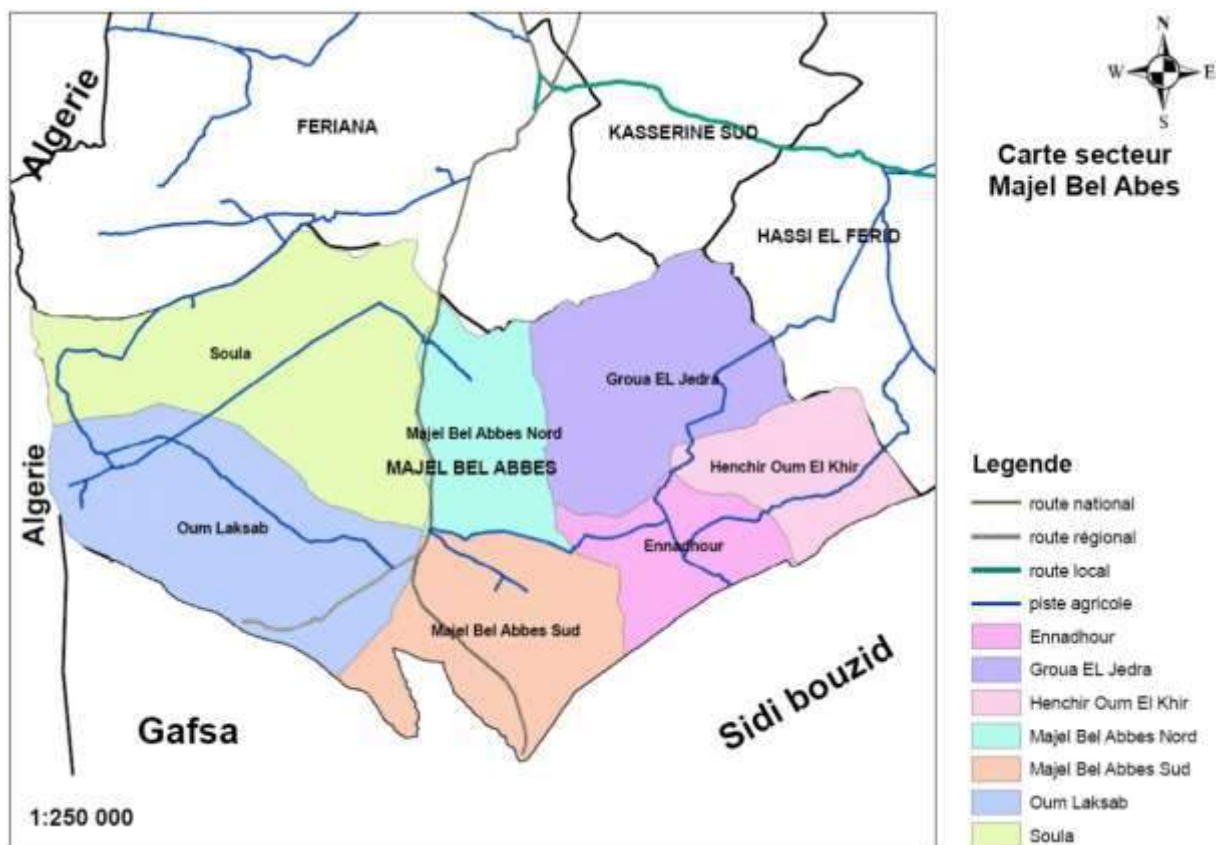 N
W E
S
Carte secteur
Majel Bel Abes
Algerie
FERIANA
KASSERINE SUD
HASSI EL FERID
Soula
Groua EL Jedra
Majel Bel Abbes Nord
MAJEL BEL ABBES
Henchir Oum El Khir
Algerie
Oum Laksab
Ennadhour
Majel Bel Abbes Sud
Gafsa
Sidi bouzid
1:250 000
Legende
route national
route régional
route local
piste agricole
Ennadhour
Groua EL Jedra
Henchir Oum El Khir
Majel Bel Abbes Nord
Majel Bel Abbes Sud
Oum Laksab
Soula